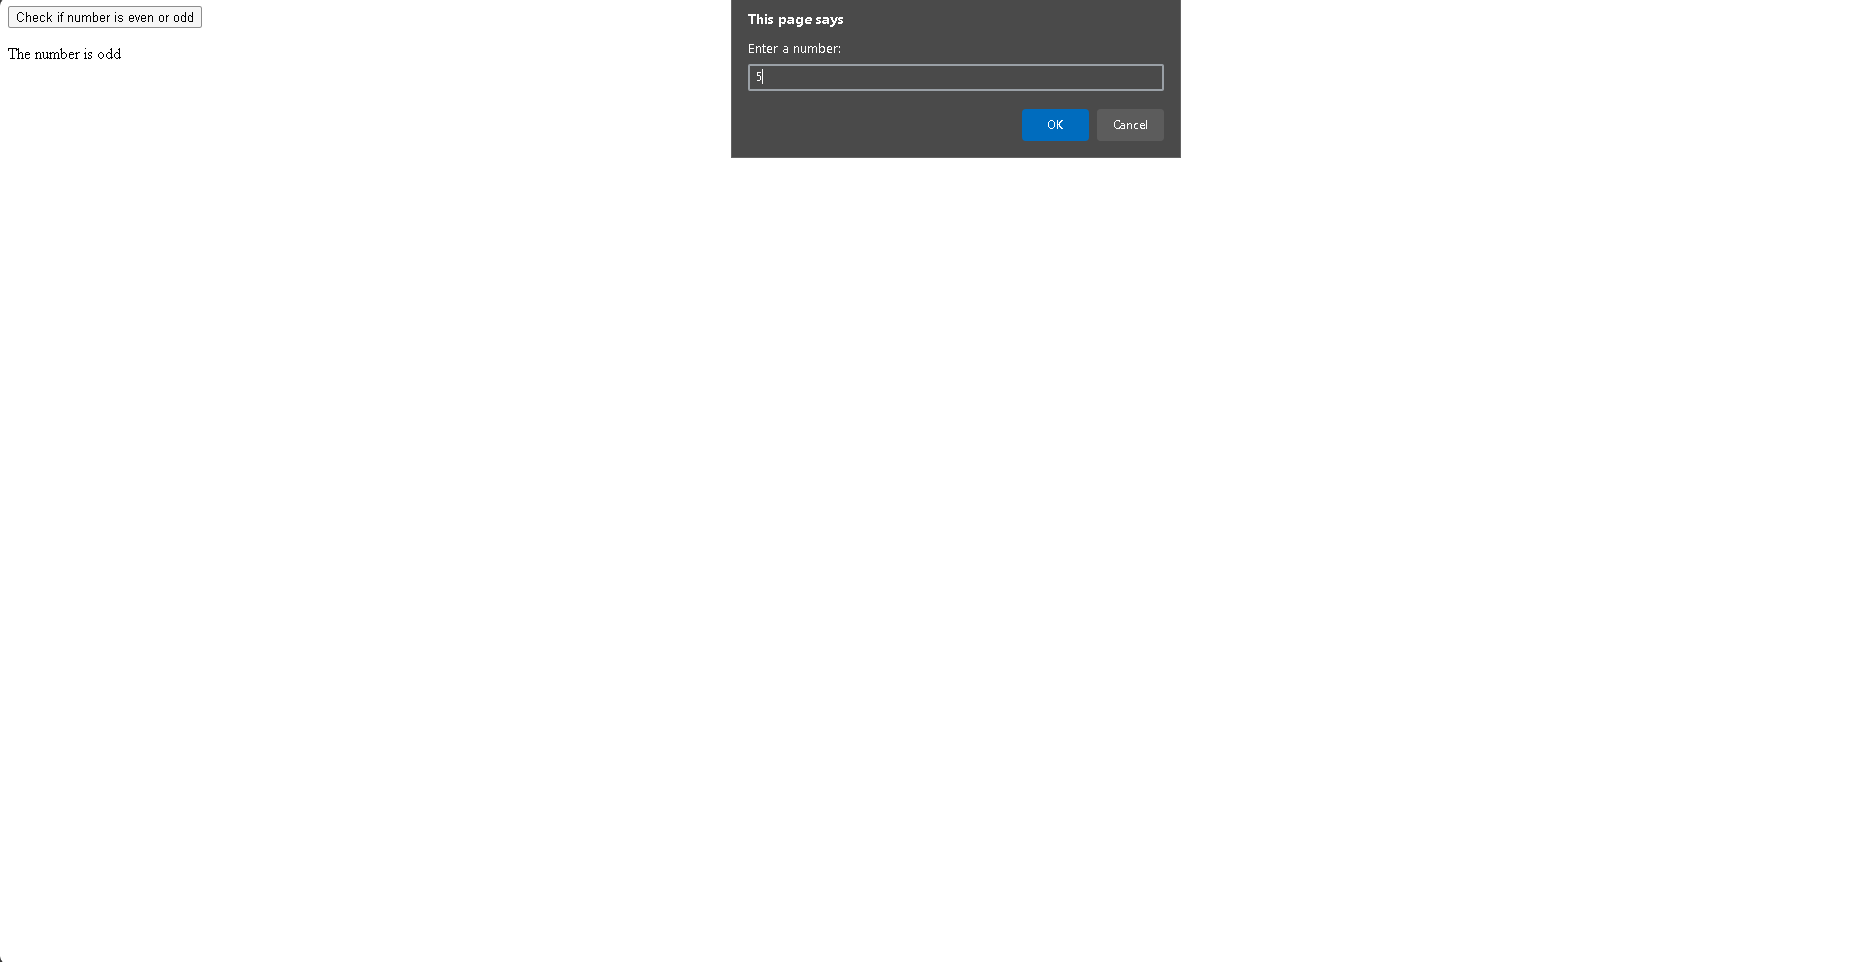 Check if number is even or odd
The number is odd
This page says
Enter a number:
5
OK
Cancel